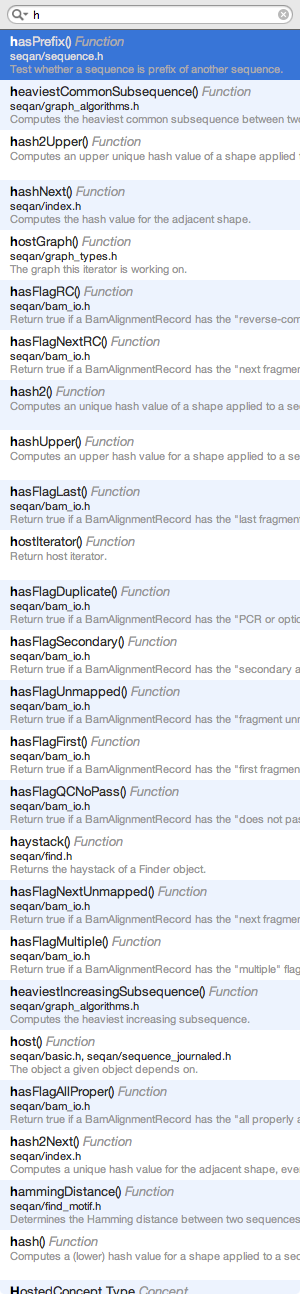 h
hasPrefix() Function
seqan/sequence.h
Test whether a sequence is prefix of another sequence.
heaviestCommonSubsequence() Function
seqan/graph_algorithms.h
Computes the heaviest common subsequence between two
hash2Upper() Function
Computes an upper unique hash value of a shape applied
hashNext() Function
seqan/index.h
Computes the hash value for the adjacent shape.
hostGraph() Function
seqan/graph_types.h
The graph this iterator is working on.
hasFlagRC() Function
seqan/bam_io.h
Return true if a BamAlignmentRecord has the "reverse-com
hasFlagNextRC() Function
seqan/bam_io.h
Return true if a BamAlignmentRecord has the "next fragmen
hash2() Function
Computes an unique hash value of a shape applied to a se
hashUpper() Function
Computes an upper hash value for a shape applied to a se
hasFlagLast() Function
seqan/bam_io.h
Return true if a BamAlignmentRecord has the "last fragment
hostIterator() Function
Return host iterator.
hasFlagDuplicate() Function
seqan/bam_io.h
Return true if a BamAlignmentRecord has the "PCR or optic
hasFlagSecondary() Function
seqan/bam_io.h
Return true if a BamAlignmentRecord has the "secondary a
hasFlagUnmapped() Function
seqan/bam_io.h
Return true if a BamAlignmentRecord has the "fragment unm
hasFlagFirst() Function
seqan/bam_io.h
Return true if a BamAlignmentRecord has the "first fragmen
hasFlagQCNoPass() Function
seqan/bam_io.h
Return true if a BamAlignmentRecord has the "does not pas
haystack() Function
seqan/find.h
Returns the haystack of a Finder object.
hasFlagNextUnmapped() Function
seqan/bam_io.h
Return true if a BamAlignmentRecord has the "next fragmen
hasFlagMultiple() Function
seqan/bam_io.h
Return true if a BamAlignmentRecord has the "multiple" flag
heaviestIncreasingSubsequence() Function
seqan/graph_algorithms.h
Computes the heaviest increasing subsequence.
host() Function
seqan/basic.h, seqan/sequence_journaled.h
The object a given object depends on.
hasFlagAllProper() Function
seqan/bam_io.h
Return true if a BamAlignmentRecord has the "all properly a
hash2Next() Function
seqan/index.h
Computes a unique hash value for the adjacent shape, eve
hammingDistance() Function
seqan/find_motif.h
Determines the Hamming distance between two sequences
hash() Function
Computes a (lower) hash value for a shape applied to a sec
HostedConcept Type Concept